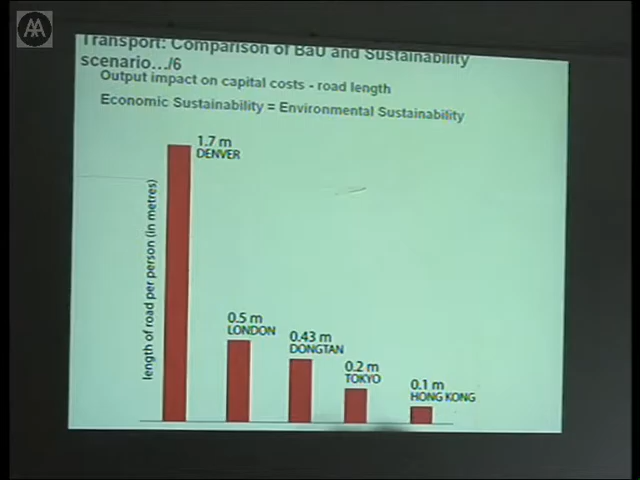 AA
Transport: Comparison of BaU and Sustainability
scenario.../6
Output impact on capital costs - road length
Economic Sustainability = Environmental Sustainability
length of road per person (in metres)
1.7 m
DENVER
0.5 m
LONDON
0.43 m
DONGTAN
0.2 m
TOKYO
0.1 m
HONG KONG